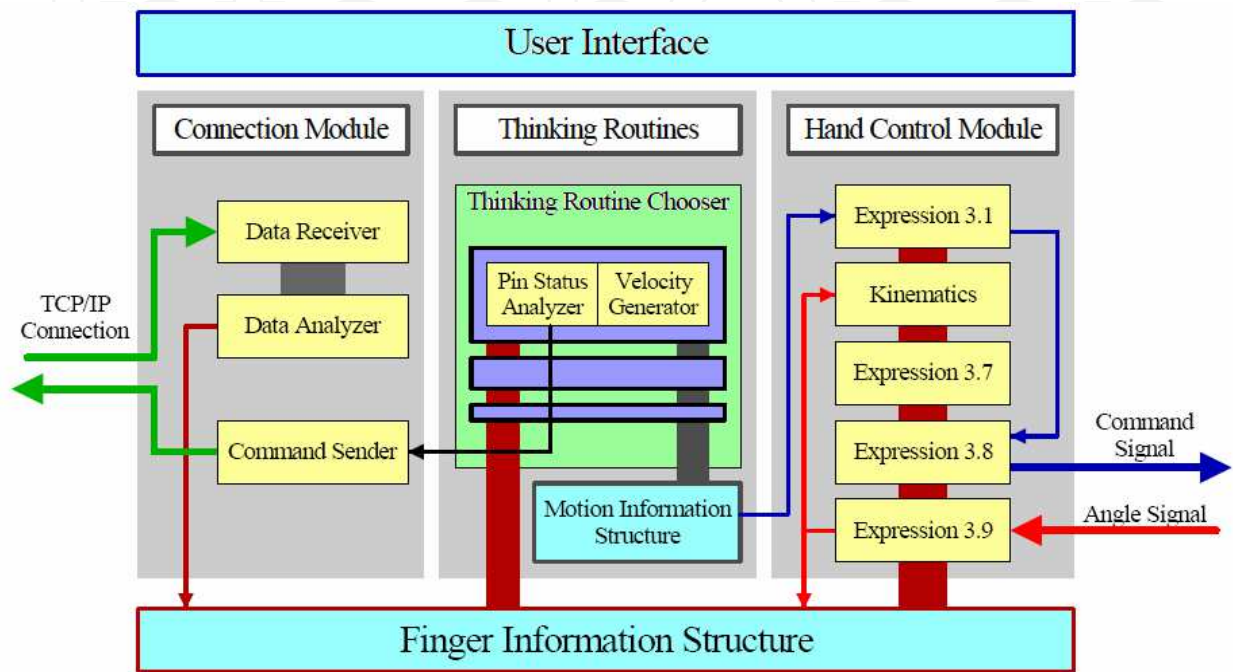 User Interface
Connection Module
Thinking Routines
Hand Control Module
Data Receiver
Data Analyzer
Command Sender
TCP/IP
Connection
Thinking Routine Chooser
Pin Status
Analyzer
Velocity
Generator
Motion Information
Structure
Expression 3.1
Kinematics
Expression 3.7
Expression 3.8
Expression 3.9
Command
Signal
Angle Signal
Finger Information Structure